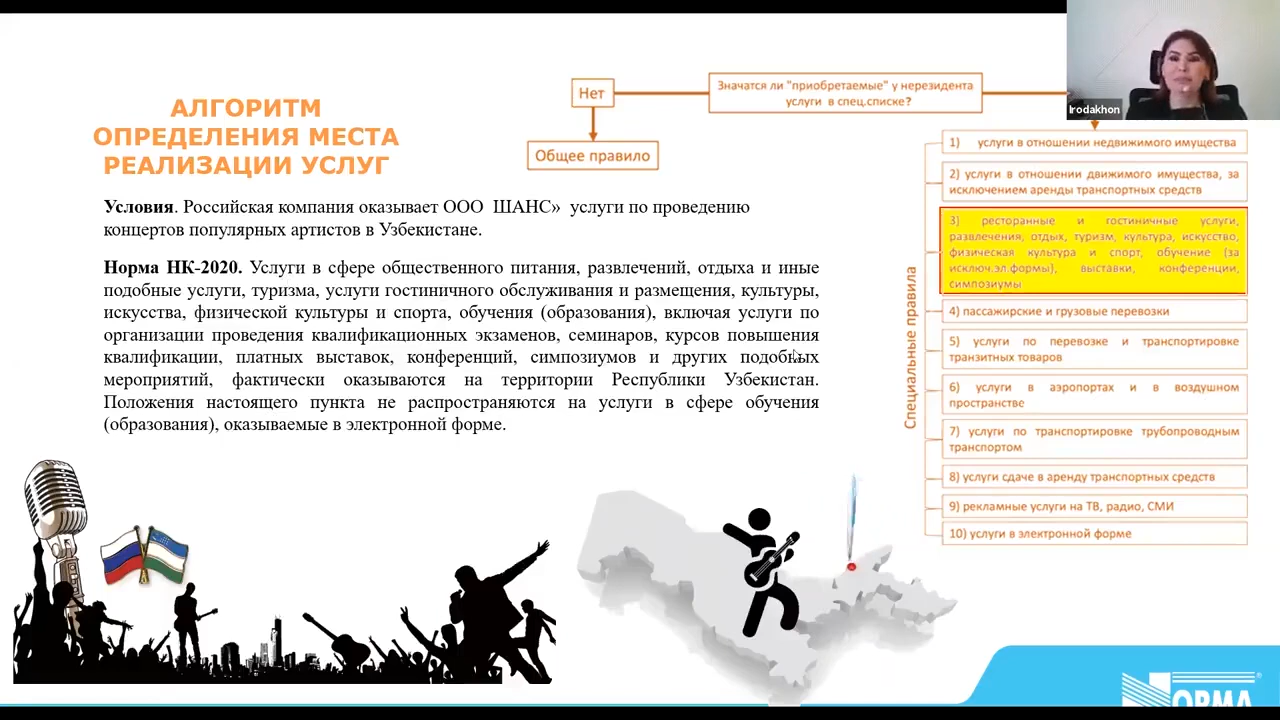 АЛГОРИТМ
ОПРЕДЕЛЕНИЯ МЕСТА
РЕАЛИЗАЦИИ УСЛУГ
Условия. Российская компания оказывает ООО ШАНС» услуги по проведению
концертов популярных артистов в Узбекистане.
Норма НК-2020. Услуги в сфере общественного питания, развлечений, отдыха и иные
подобные услуги, туризма, услуги гостиничного обслуживания и размещения, культуры,
искусства, физической культуры и спорта, обучения (образования), включая услуги по
организации проведения квалификационных экзаменов, семинаров, курсов повышения
квалификации, платных выставок, конференций, симпозиумов и других подобных
мероприятий, фактически оказываются на территории Республики Узбекистан.
Положения настоящего пункта не распространяются на услуги в сфере обучения
(образования), оказываемые в электронной форме.
Значатся ли "приобретаемые" у нерезидента
услуги в спец.списке?
Нет
Общее правило
Специальные правила
1) услуги в отношении недвижимого имущества
2) услуги в отношении движимого имущества, за
исключением аренды транспортных средств
3) ресторанные и гостиничные услуги,
развлечения, отдых, туризм, культура, искусство,
физическая культура и спорт, обучение (за
исключ.эл.формы), выставки, конференции,
симпозиумы
4) пассажирские и грузовые перевозки
5) услуги по перевозке и транспортировке
транзитных товаров
6) услуги в аэропортах и в воздушном
пространстве
7) услуги по транспортировке трубопроводным
транспортом
8) услуги сдаче в аренду транспортных средств
9) рекламные услуги на ТВ, радио, СМИ
10) услуги в электронной форме
Irodakhon
НОРМА
®